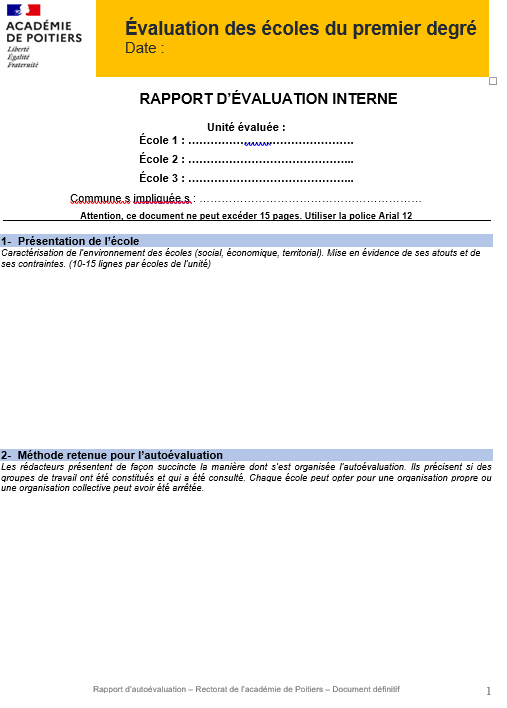 ACADÉMIE
DE POITIERS
Liberté
Égalité
Fraternité
Évaluation des écoles du premier degré
Date :
RAPPORT D’ÉVALUATION INTERNE
Unité évaluée :
École 1 : ……………………………………….
École 2 : ……………………………………...
École 3 : ……………………………………...
Commune.s impliquée.s : ……………………………………………………
Attention, ce document ne peut excéder 15 pages. Utiliser la police Arial 12
1- Présentation de l’école
Caractérisation de l’environnement des écoles (social, économique, territorial). Mise en évidence de ses atouts et de
ses contraintes. (10-15 lignes par écoles de l’unité)
2- Méthode retenue pour l’autoévaluation
Les rédacteurs présentent de façon succincte la manière dont s’est organisée l’autoévaluation. Ils précisent si des
groupes de travail ont été constitués et qui a été consulté. Chaque école peut opter pour une organisation propre ou
une organisation collective peut avoir été arrêtée.
Rapport d’autoévaluation – Rectorat de l’académie de Poitiers – Document définitif
1